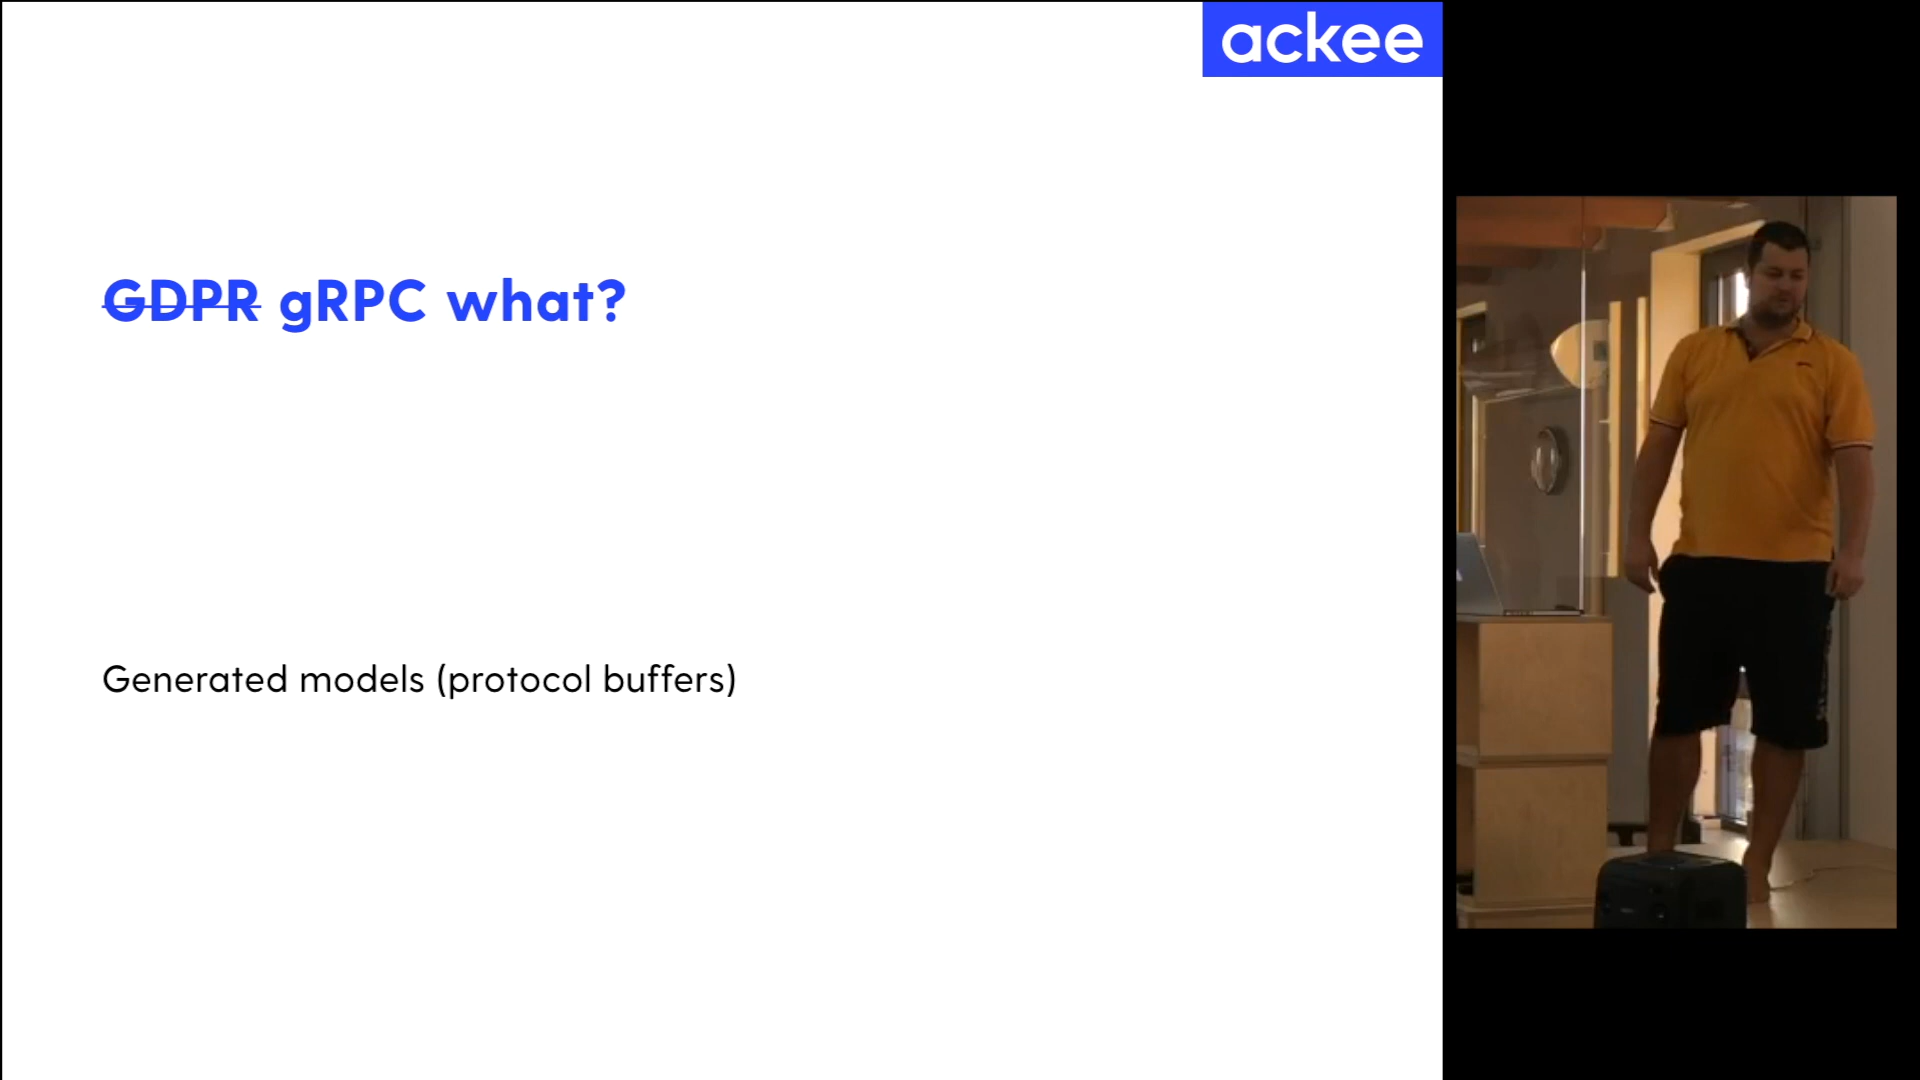 ackee
GDPR gRPC what?
Generated models (protocol buffers)